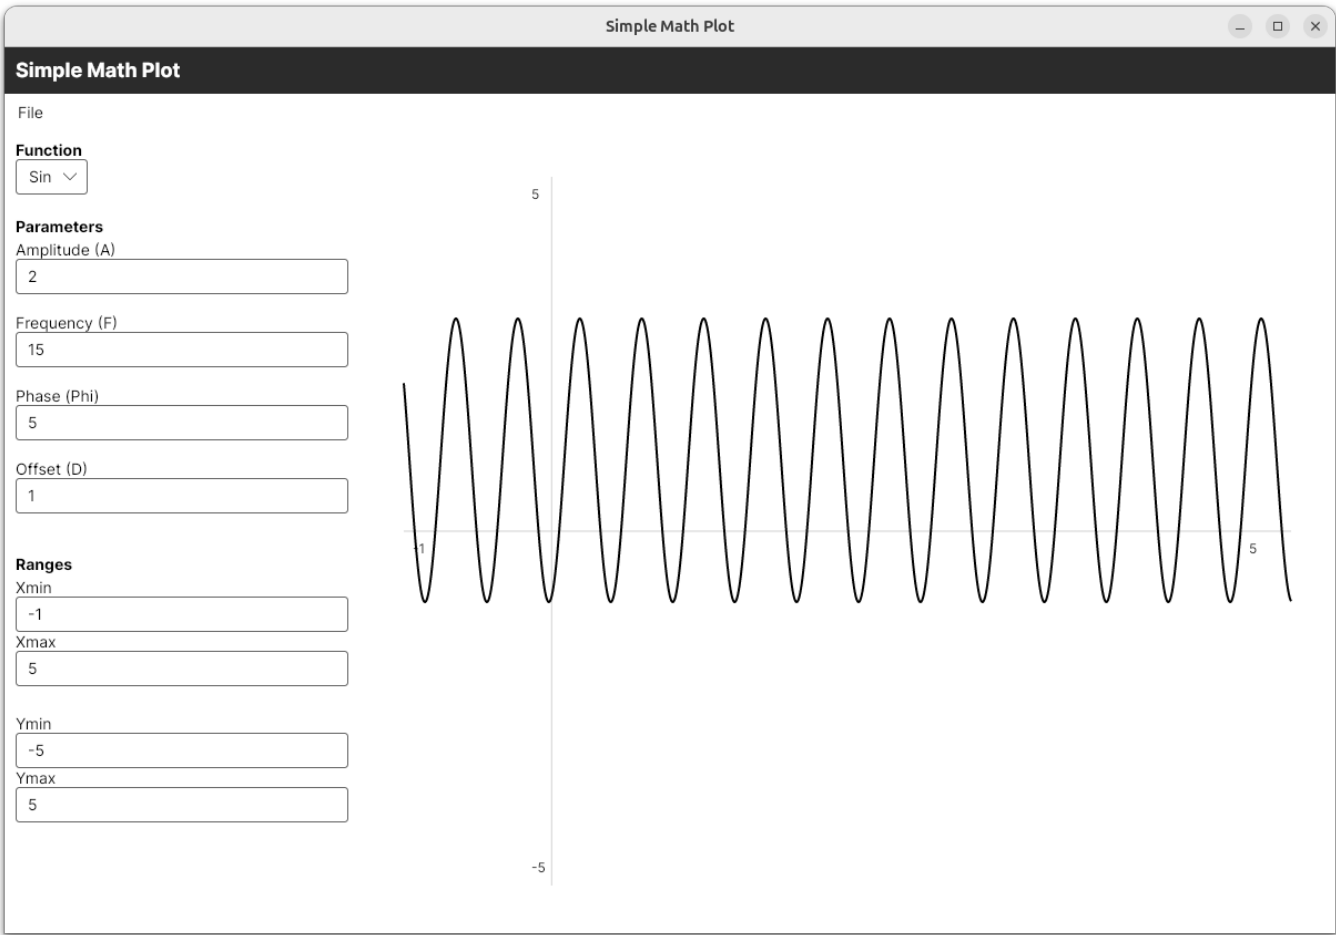 Simple Math Plot
Simple Math Plot
File
Function
Sin
Parameters
Amplitude (A)
2
Frequency (F)
15
Phase (Phi)
5
Offset (D)
1
Ranges
Xmin
-1
Xmax
5
Ymin
-5
Ymax
5
5
-1
5
-5